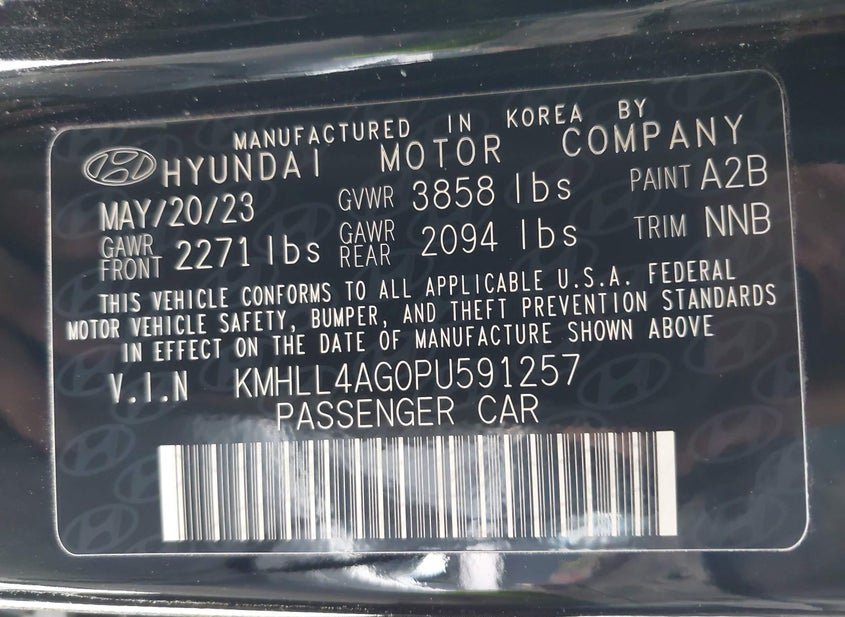 MANUFACTURED IN KOREA BY
HYUNDAI MOTOR COMPANY
MAY/20/23 GVWR 3858 lbs PAINT A2B
GAWR FRONT 2271 lbs GAWR REAR 2094 lbs TRIM NNB
THIS VEHICLE CONFORMS TO ALL APPLICABLE U.S.A. FEDERAL
MOTOR VEHICLE SAFETY, BUMPER, AND THEFT PREVENTION STANDARDS
IN EFFECT ON THE DATE OF MANUFACTURE SHOWN ABOVE
V.I.N KMHLL4AG0PU591257
PASSENGER CAR